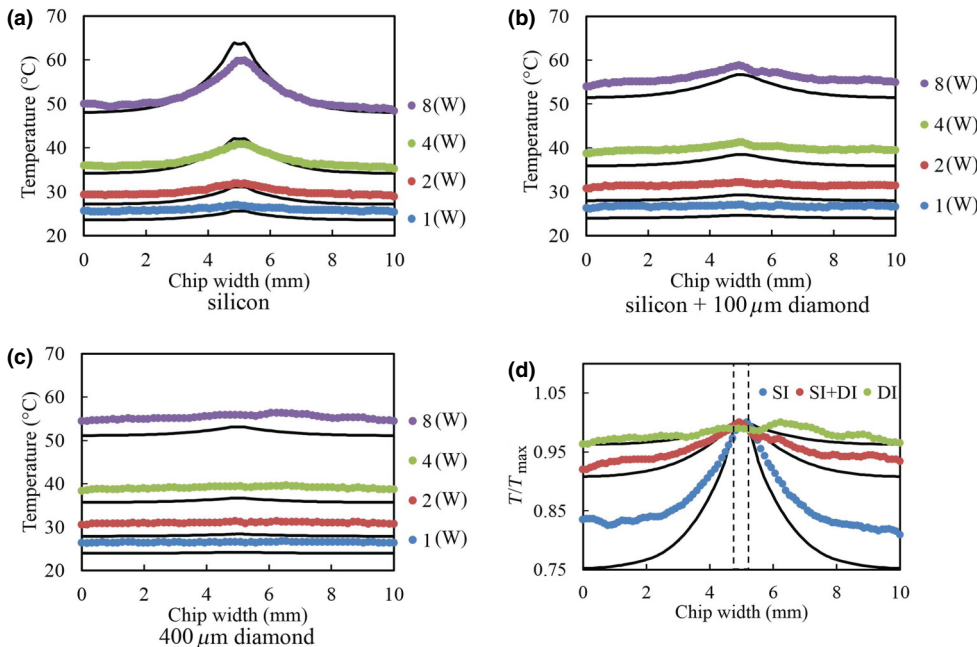 (a)
70
60
50
40
30
20
Temperature (°C)
8(W)
4(W)
2(W)
1(W)
0 2 4 6 8 10
Chip width (mm)
silicon
(b)
70
60
50
40
30
20
Temperature (°C)
8(W)
4(W)
2(W)
1(W)
0 2 4 6 8 10
Chip width (mm)
silicon + 100 μm diamond
(c)
70
60
50
40
30
20
Temperature (°C)
8(W)
4(W)
2(W)
1(W)
0 2 4 6 8 10
Chip width (mm)
400 μm diamond
(d)
SI SI+DI DI
1.05
0.95
0.85
0.75
T/Tmax
0 2 4 6 8 10
Chip width (mm)